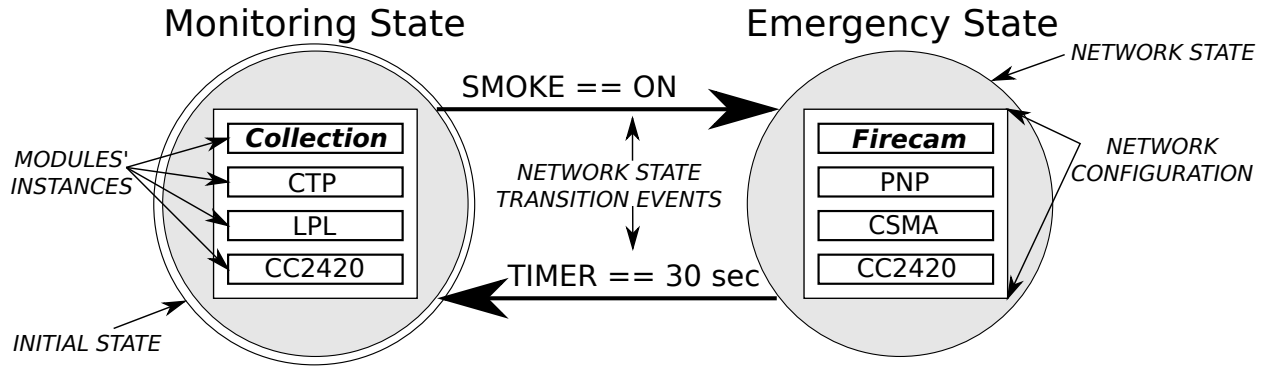 Monitoring State
Emergency State
NETWORK STATE
SMOKE == ON
Collection
CTP
LPL
CC2420
MODULES'
INSTANCES
NETWORK STATE
TRANSITION EVENTS
Firecam
PNP
CSMA
CC2420
NETWORK
CONFIGURATION
TIMER == 30 sec
INITIAL STATE